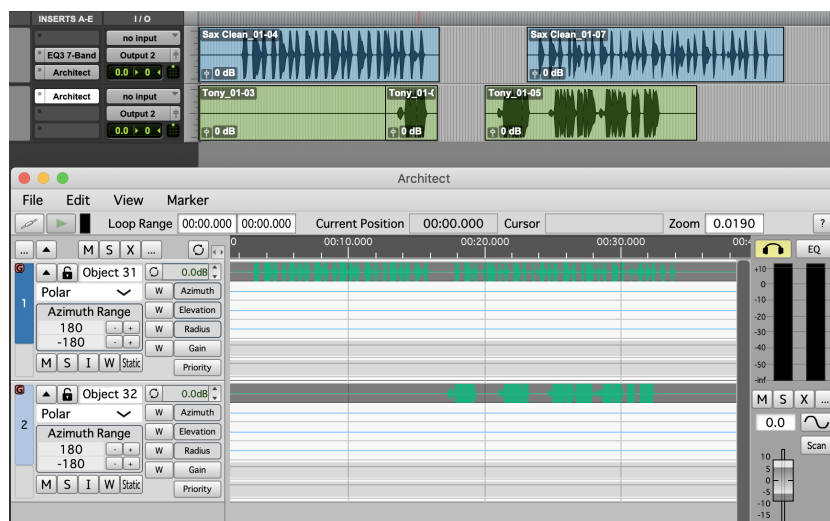 INSERTS A-E I / O
no input Sax Clean_01-04 Sax Clean_01-07
EQ3 7-Band Output 2
Architect 0.0 0 0 dB 0 dB
Architect no input Tony_01-03 Tony_01-( Tony_01-05
Output 2
0.0 0 0 dB 0 dB 0 dB
Architect
File Edit View Marker
Loop Range 00:00.000 00:00.000 Current Position 00:00.000 Cursor Zoom 0.0190 ?
... M S X ... 0 00:10.000 00:20.000 00:30.000 00:4 EQ
G Object 31 0.0dB
1 Polar W Azimuth
Azimuth Range W Elevation
180 - + W Radius
-180 - + W Gain
M S I W Static Priority
G Object 32 0.0dB
2 Polar W Azimuth
Azimuth Range W Elevation
180 - + W Radius
-180 - + W Gain
M S I W Static Priority
+10
0
-10
-20
-30
-40
-50
-inf
M S X ...
0.0
Scan
10
5
0
-5
-10
-15